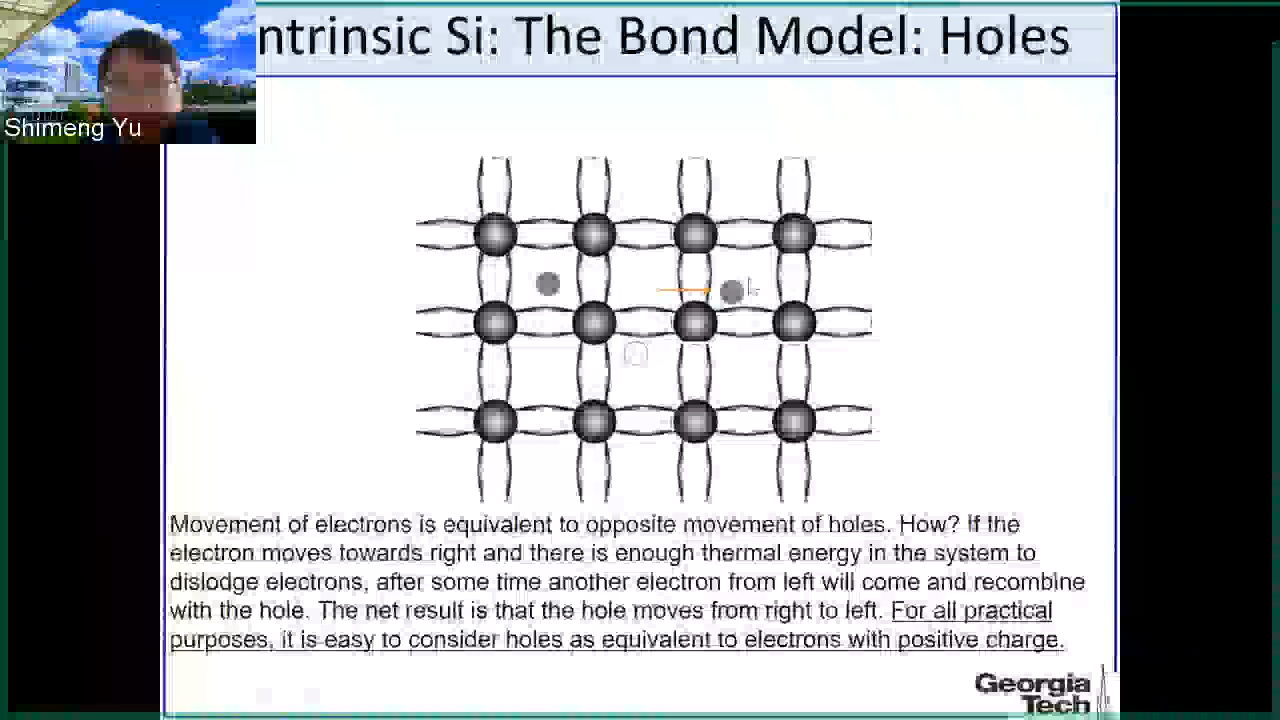 ntrinsic Si: The Bond Model: Holes
Shimeng Yu
Movement of electrons is equivalent to opposite movement of holes. How? If the
electron moves towards right and there is enough thermal energy in the system to
dislodge electrons, after some time another electron from left will come and recombine
with the hole. The net result is that the hole moves from right to left. For all practical
purposes, it is easy to consider holes as equivalent to electrons with positive charge.
Georgia
Tech